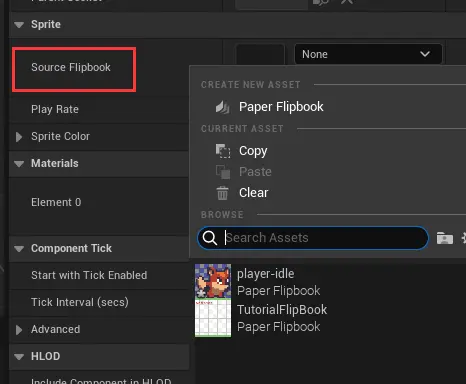 Sprite
Source Flipbook
None
CREATE NEW ASSET
Paper Flipbook
CURRENT ASSET
Copy
Paste
Clear
BROWSE
Search Assets
player-idle
Paper Flipbook
TutorialFlipBook
Paper Flipbook
Play Rate
Sprite Color
Materials
Element 0
Component Tick
Start with Tick Enabled
Tick Interval (secs)
Advanced
HLOD
Include Component in HLOD